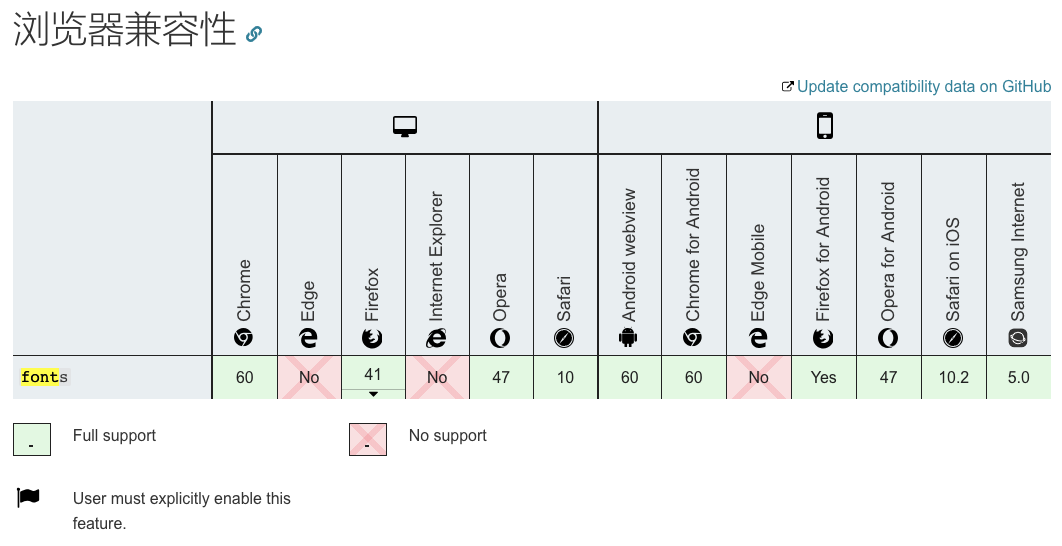 浏览器兼容性
Update compatibility data on GitHub
Chrome
Edge
Firefox
Internet Explorer
Opera
Safari
Android webview
Chrome for Android
Edge Mobile
Firefox for Android
Opera for Android
Safari on iOS
Samsung Internet
fonts 60 No 41 No 47 10 60 60 No Yes 47 10.2 5.0
- Full support - No support
User must explicitly enable this
feature.